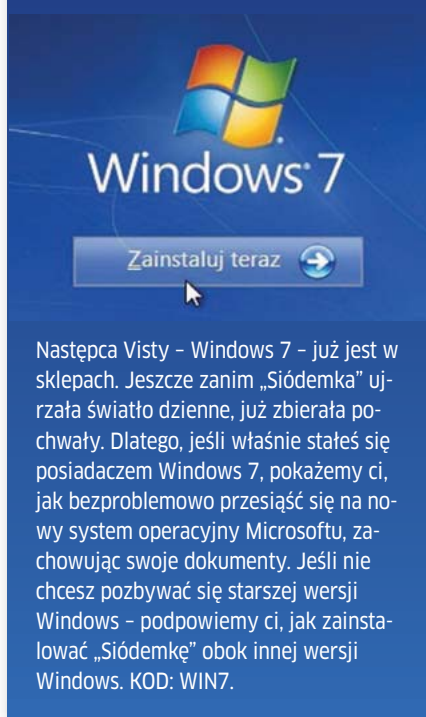 Windows 7
Zainstaluj teraz
Następca Visty – Windows 7 – już jest w
sklepach. Jeszcze zanim „Siódemka” uj-
rzała światło dzienne, już zbierała po-
chwały. Dlatego, jeśli właśnie stałeś się
posiadaczem Windows 7, pokażemy ci,
jak bezproblemowo przesiąść się na no-
wy system operacyjny Microsoftu, za-
chowując swoje dokumenty. Jeśli nie
chcesz pozbywać się starszej wersji
Windows – podpowiemy ci, jak zainsta-
lować „Siódemkę” obok innej wersji
Windows. KOD: WIN7.